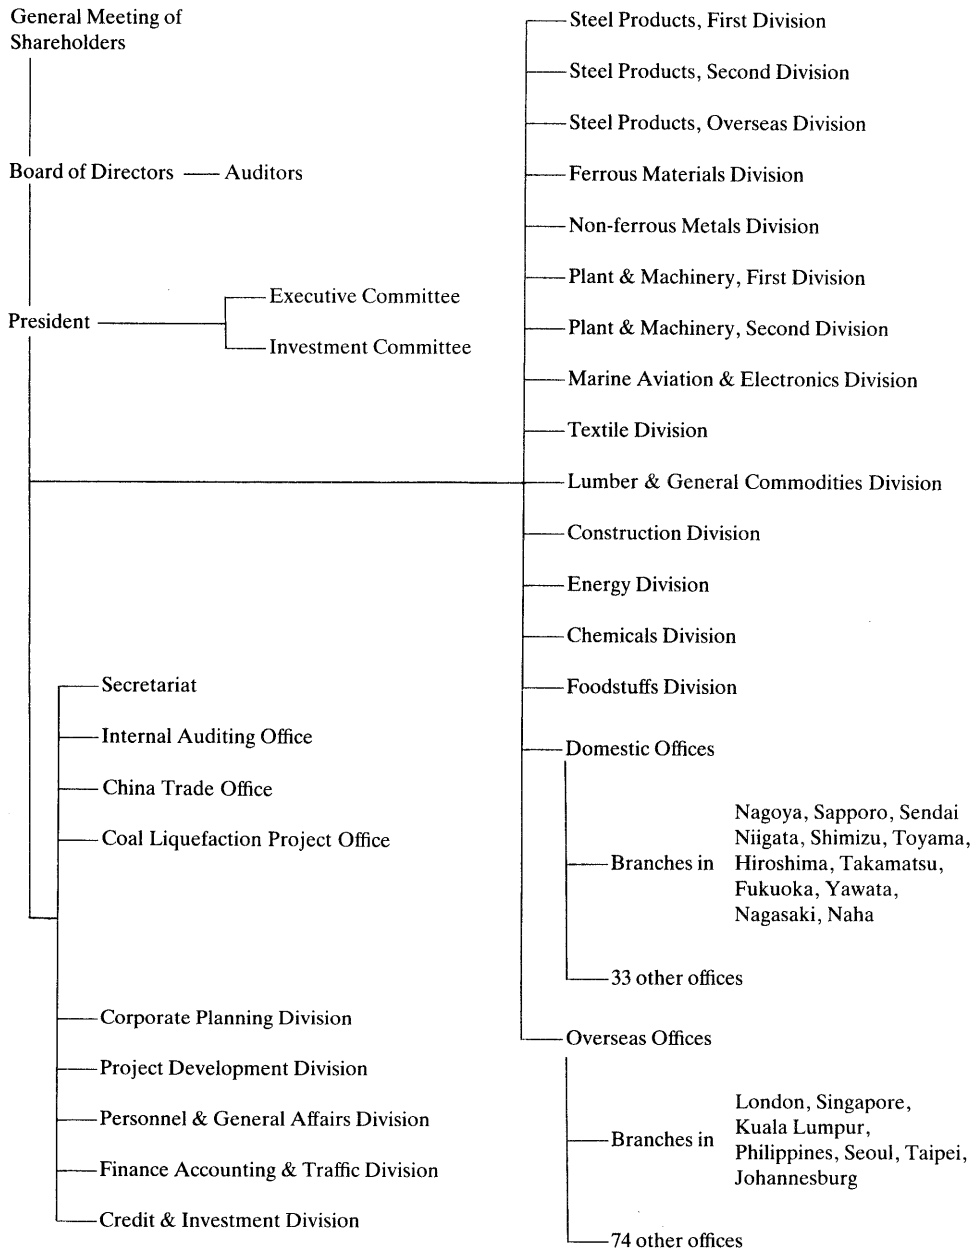 General Meeting of
Shareholders
Board of Directors
Auditors
President
Executive Committee
Investment Committee
Secretariat
Internal Auditing Office
China Trade Office
Coal Liquefaction Project Office
Corporate Planning Division
Project Development Division
Personnel & General Affairs Division
Finance Accounting & Traffic Division
Credit & Investment Division
Steel Products, First Division
Steel Products, Second Division
Steel Products, Overseas Division
Ferrous Materials Division
Non-ferrous Metals Division
Plant & Machinery, First Division
Plant & Machinery, Second Division
Marine Aviation & Electronics Division
Textile Division
Lumber & General Commodities Division
Construction Division
Energy Division
Chemicals Division
Foodstuffs Division
Domestic Offices
Branches in
Nagoya, Sapporo, Sendai
Niigata, Shimizu, Toyama,
Hiroshima, Takamatsu,
Fukuoka, Yawata,
Nagasaki, Naha
33 other offices
Overseas Offices
Branches in
London, Singapore,
Kuala Lumpur,
Philippines, Seoul, Taipei,
Johannesburg
74 other offices